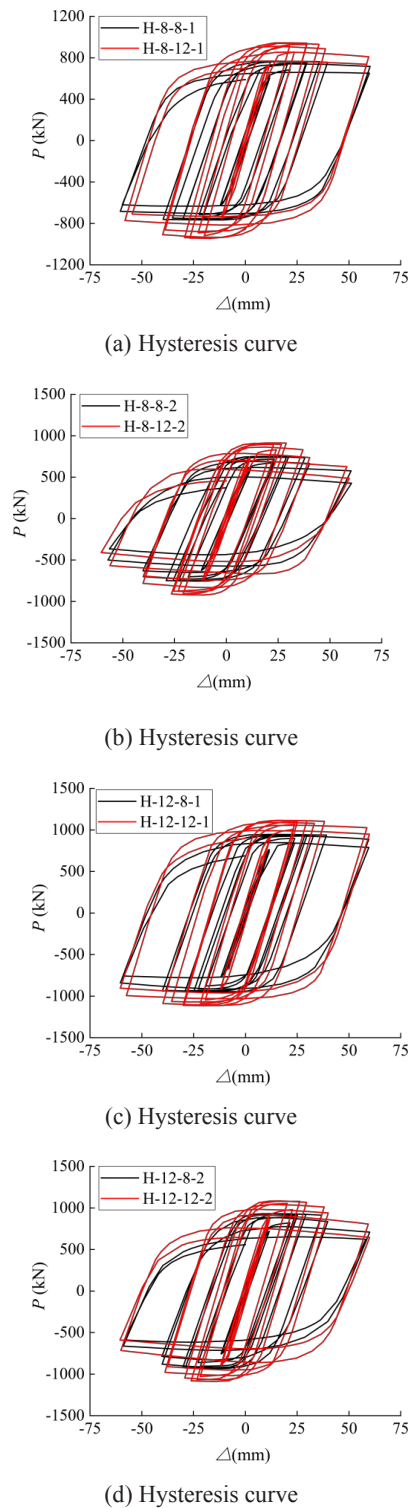 1200
H-8-8-1
H-8-12-1
800
400
0
-400
-800
-1200
P (kN)
-75 -50 -25 0 25 50 75
△(mm)
(a) Hysteresis curve
1500
H-8-8-2
H-8-12-2
1000
500
0
-500
-1000
-1500
P (kN)
-75 -50 -25 0 25 50 75
△(mm)
(b) Hysteresis curve
1500
H-12-8-1
H-12-12-1
1000
500
0
-500
-1000
-1500
P (kN)
-75 -50 -25 0 25 50 75
△(mm)
(c) Hysteresis curve
1500
H-12-8-2
H-12-12-2
1000
500
0
-500
-1000
-1500
P (kN)
-75 -50 -25 0 25 50 75
△(mm)
(d) Hysteresis curve